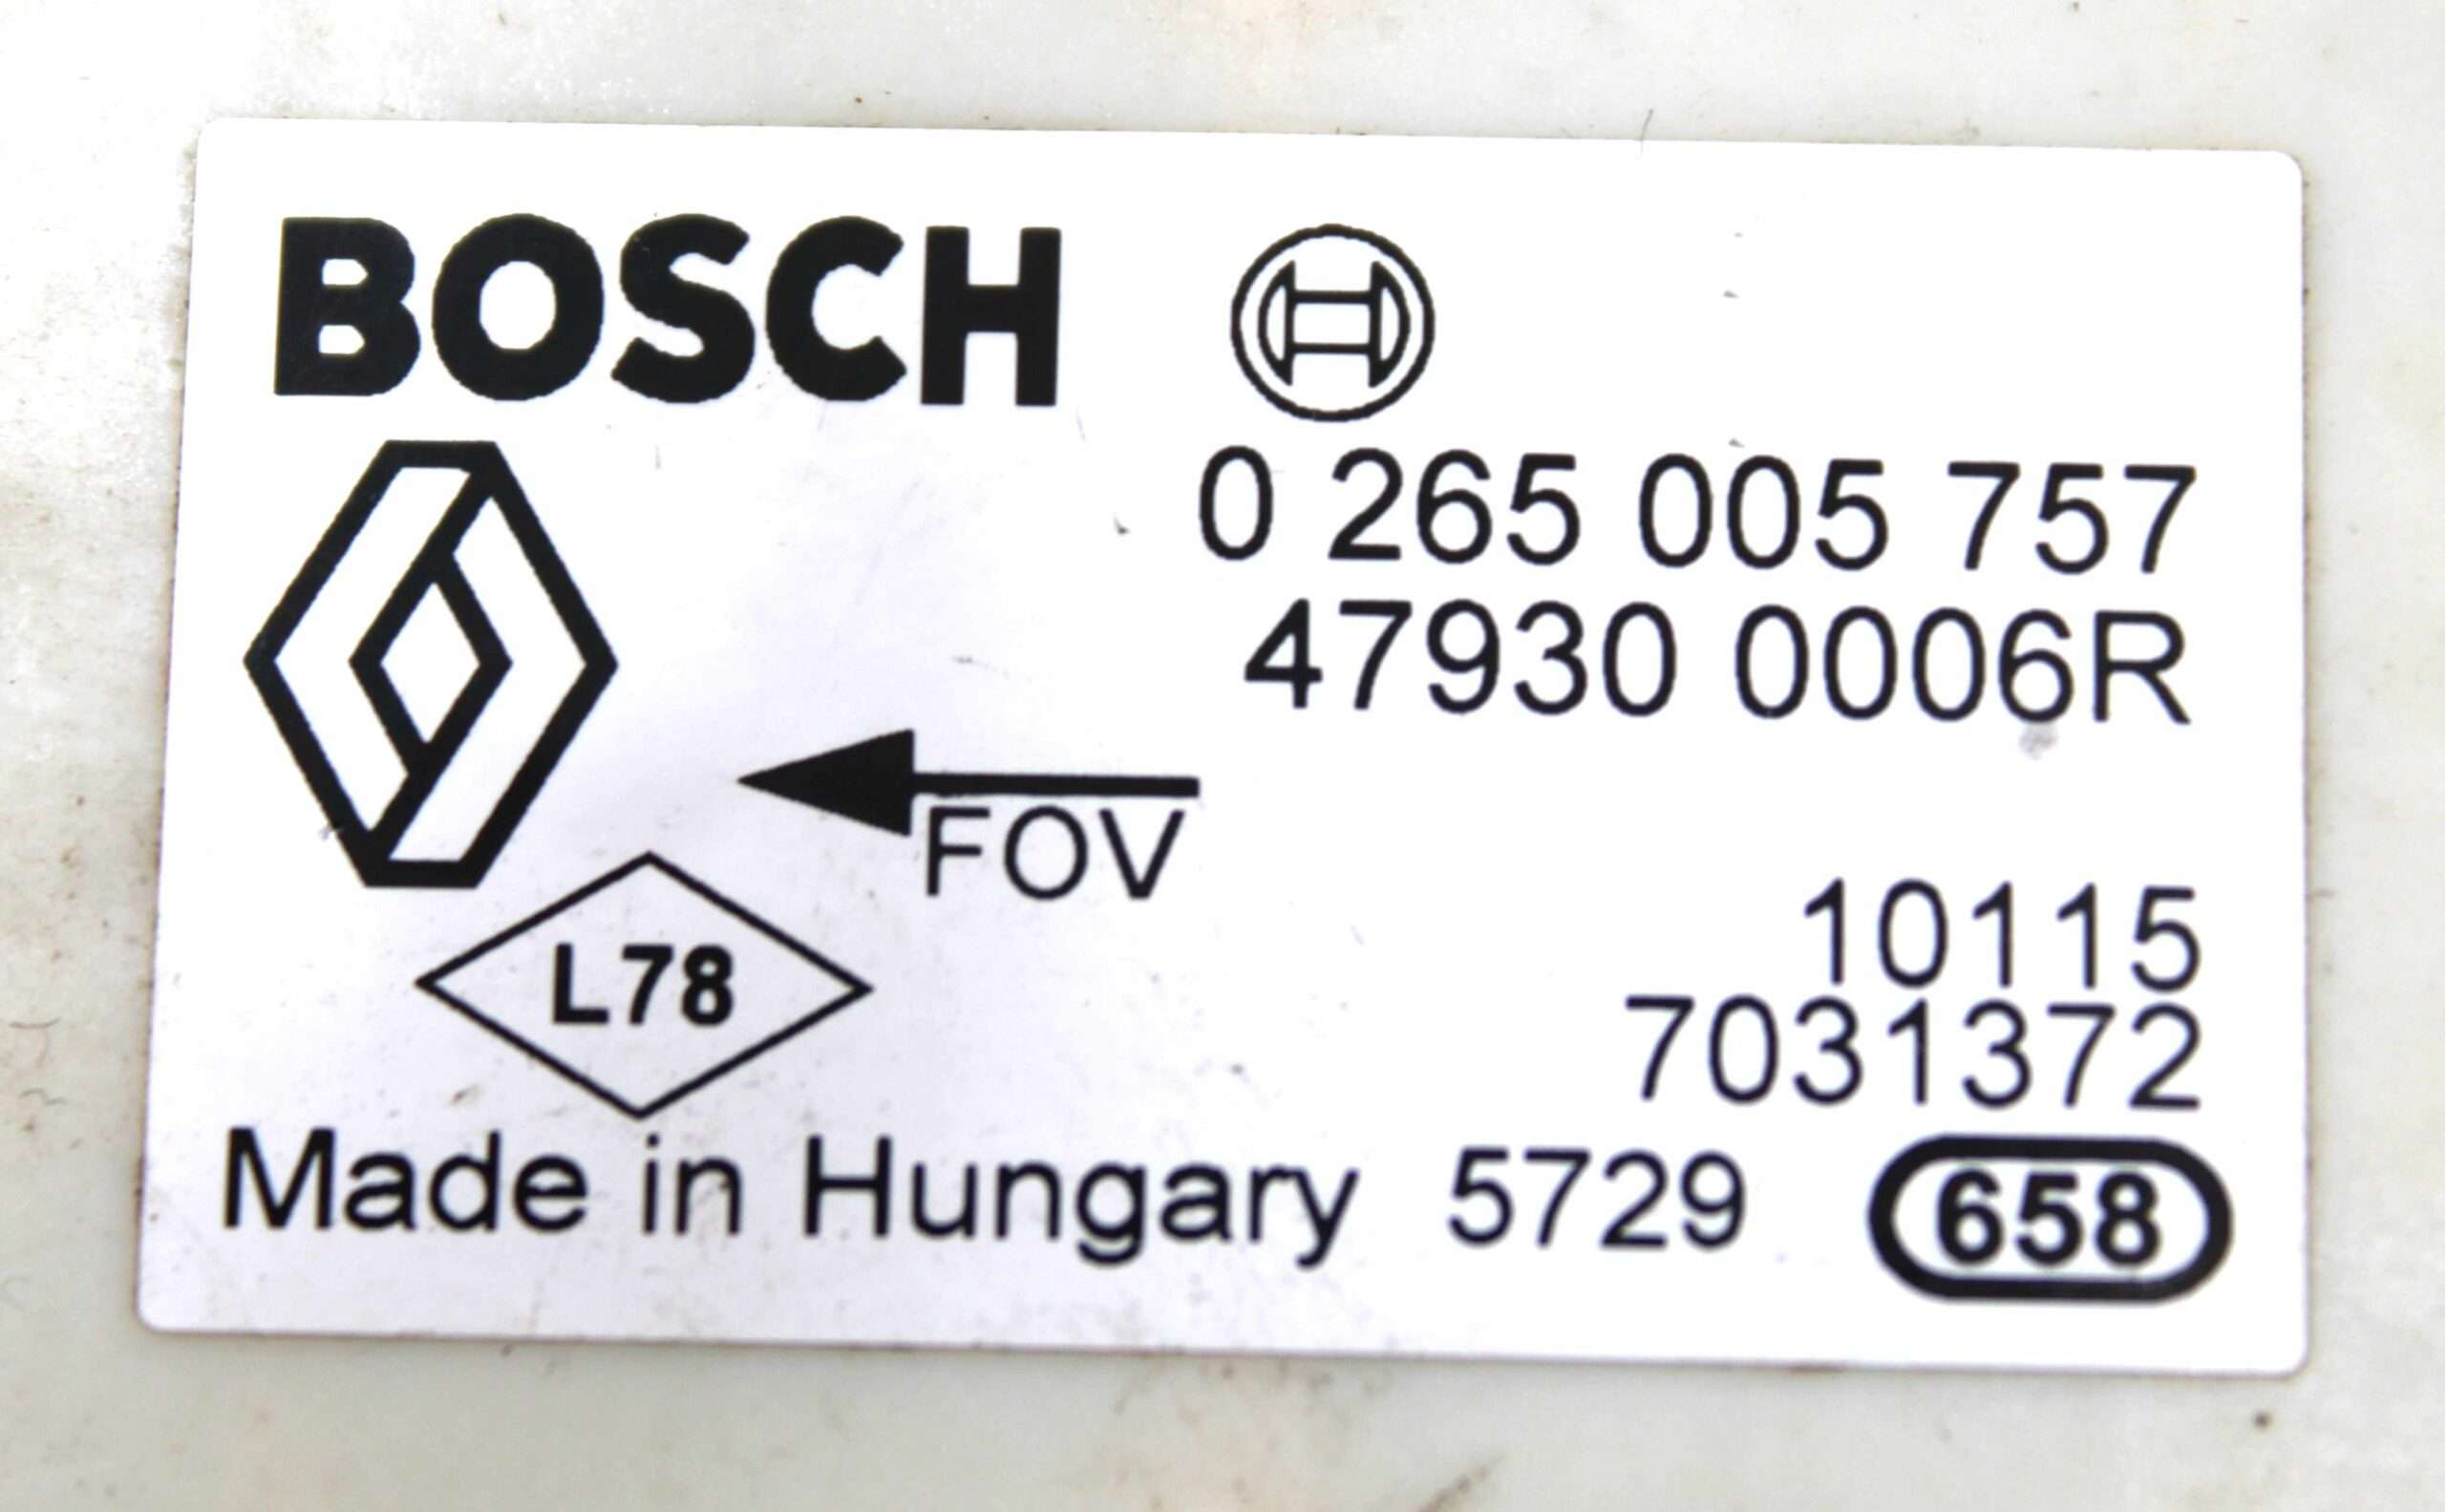 BOSCH
0 265 005 757
47930 0006R
FOV
10115
L78
7031372
Made in Hungary 5729 658